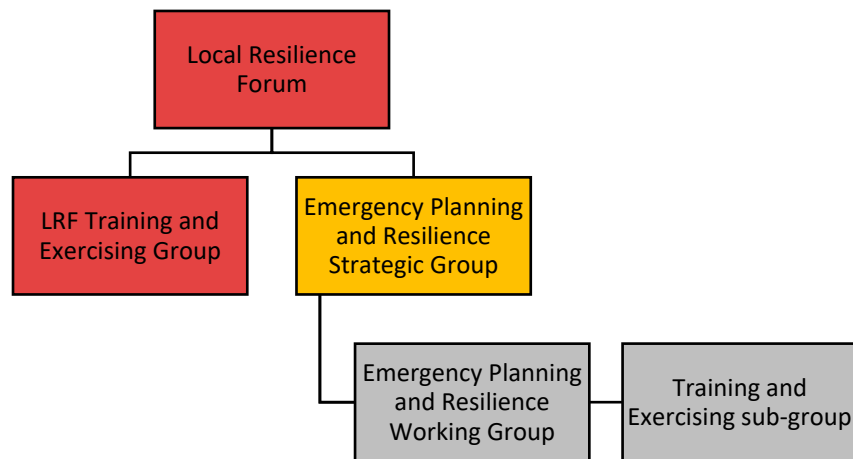 Local Resilience
Forum
LRF Training and
Exercising Group
Emergency Planning
and Resilience
Strategic Group
Emergency Planning
and Resilience
Working Group
Training and
Exercising sub-group